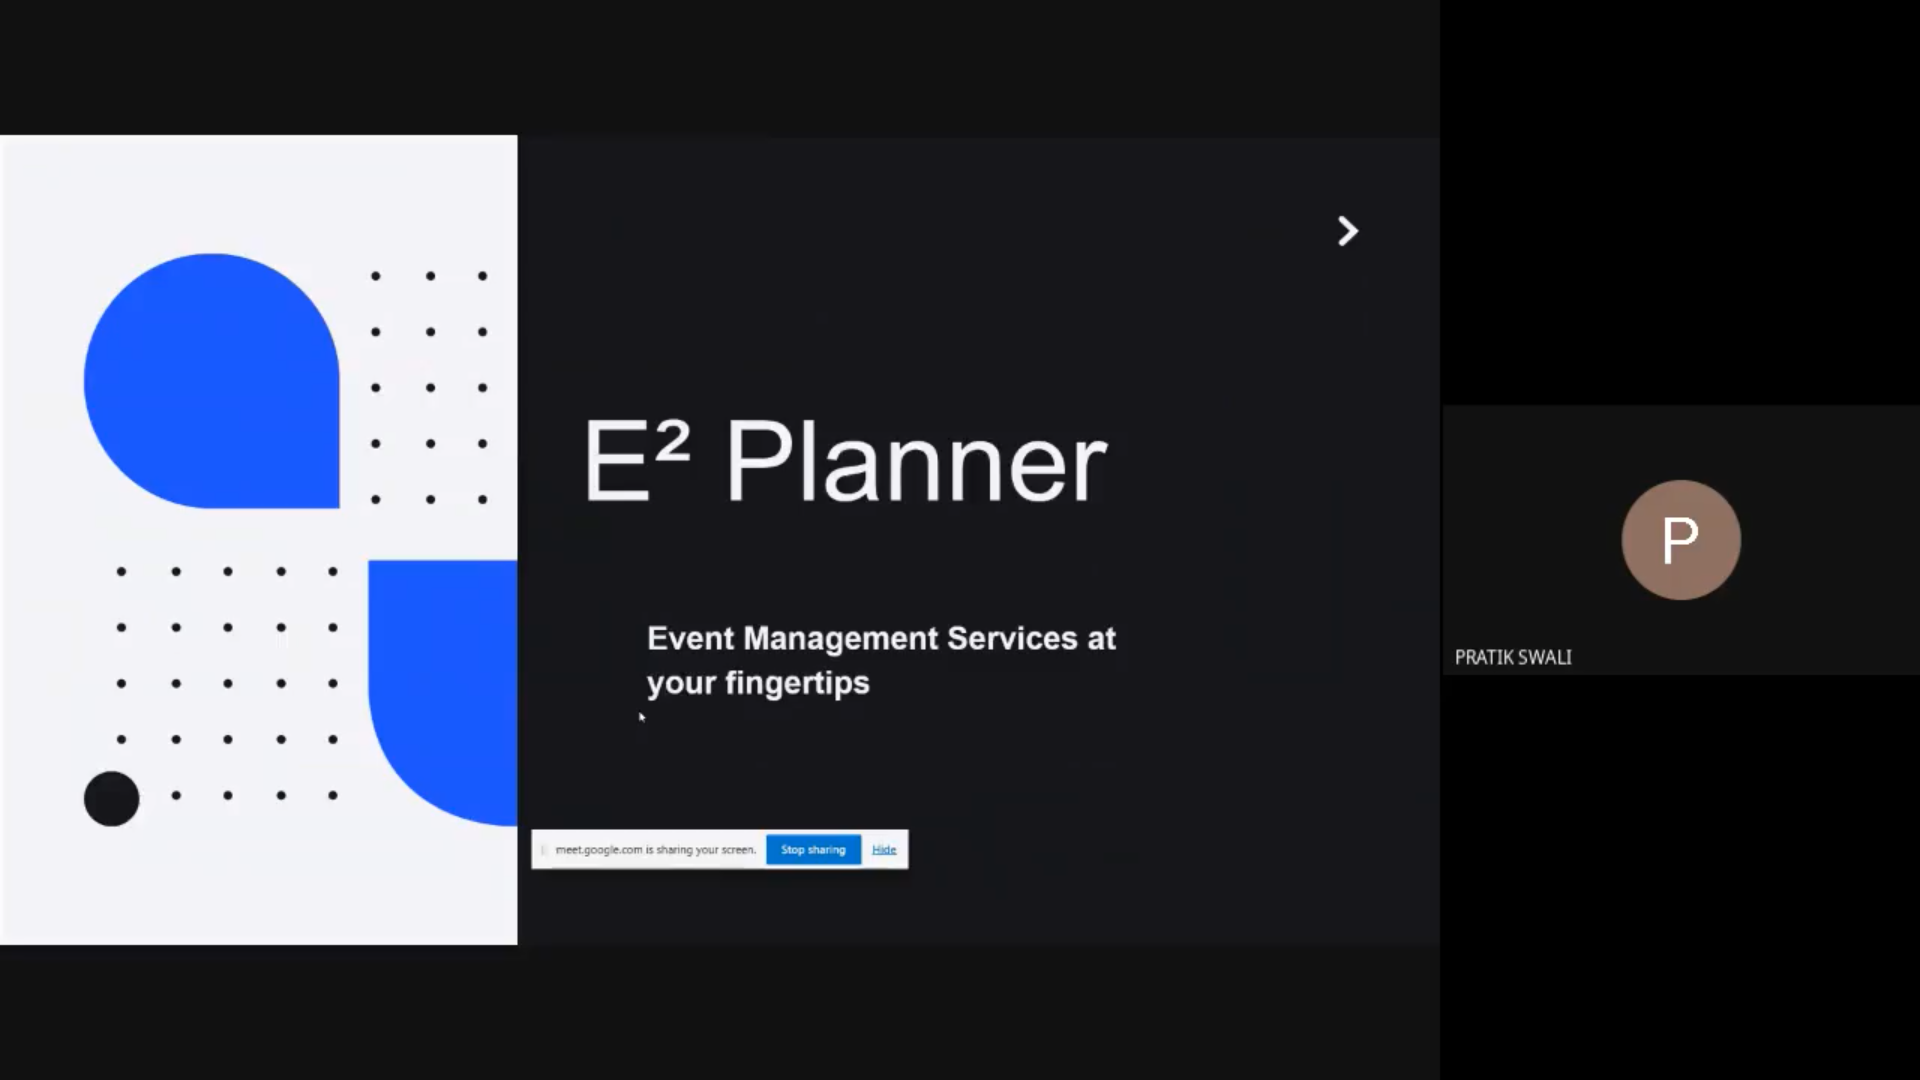 E² Planner
Event Management Services at
your fingertips
meet.google.com is sharing your screen. Stop sharing Hide
P
PRATIK SWALI